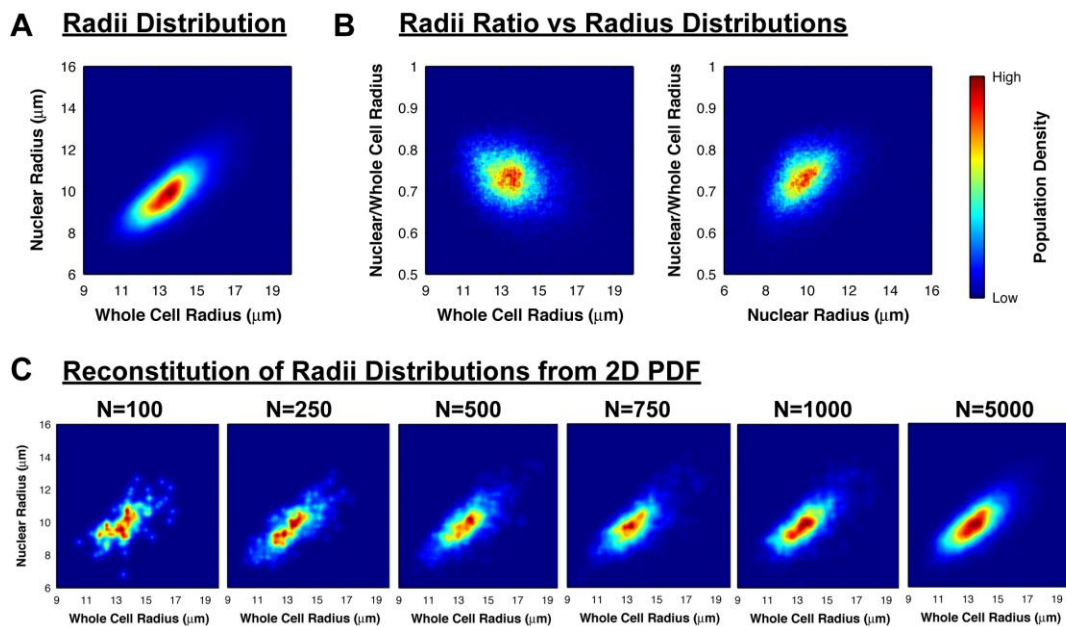 A Radii Distribution
B Radii Ratio vs Radius Distributions
16
14
12
10
8
6
Nuclear Radius (μm)
9 11 13 15 17 19
Whole Cell Radius (μm)
1
0.9
0.8
0.7
0.6
0.5
Nuclear/Whole Cell Radius
9 11 13 15 17 19
Whole Cell Radius (μm)
1
0.9
0.8
0.7
0.6
0.5
Nuclear/Whole Cell Radius
6 8 10 12 14 16
Nuclear Radius (μm)
High
Low
Population Density
C Reconstitution of Radii Distributions from 2D PDF
N=100 N=250 N=500 N=750 N=1000 N=5000
16
14
12
10
8
6
Nuclear Radius (μm)
9 11 13 15 17 19
Whole Cell Radius (μm)
9 11 13 15 17 19
Whole Cell Radius (μm)
9 11 13 15 17 19
Whole Cell Radius (μm)
9 11 13 15 17 19
Whole Cell Radius (μm)
9 11 13 15 17 19
Whole Cell Radius (μm)
9 11 13 15 17 19
Whole Cell Radius (μm)